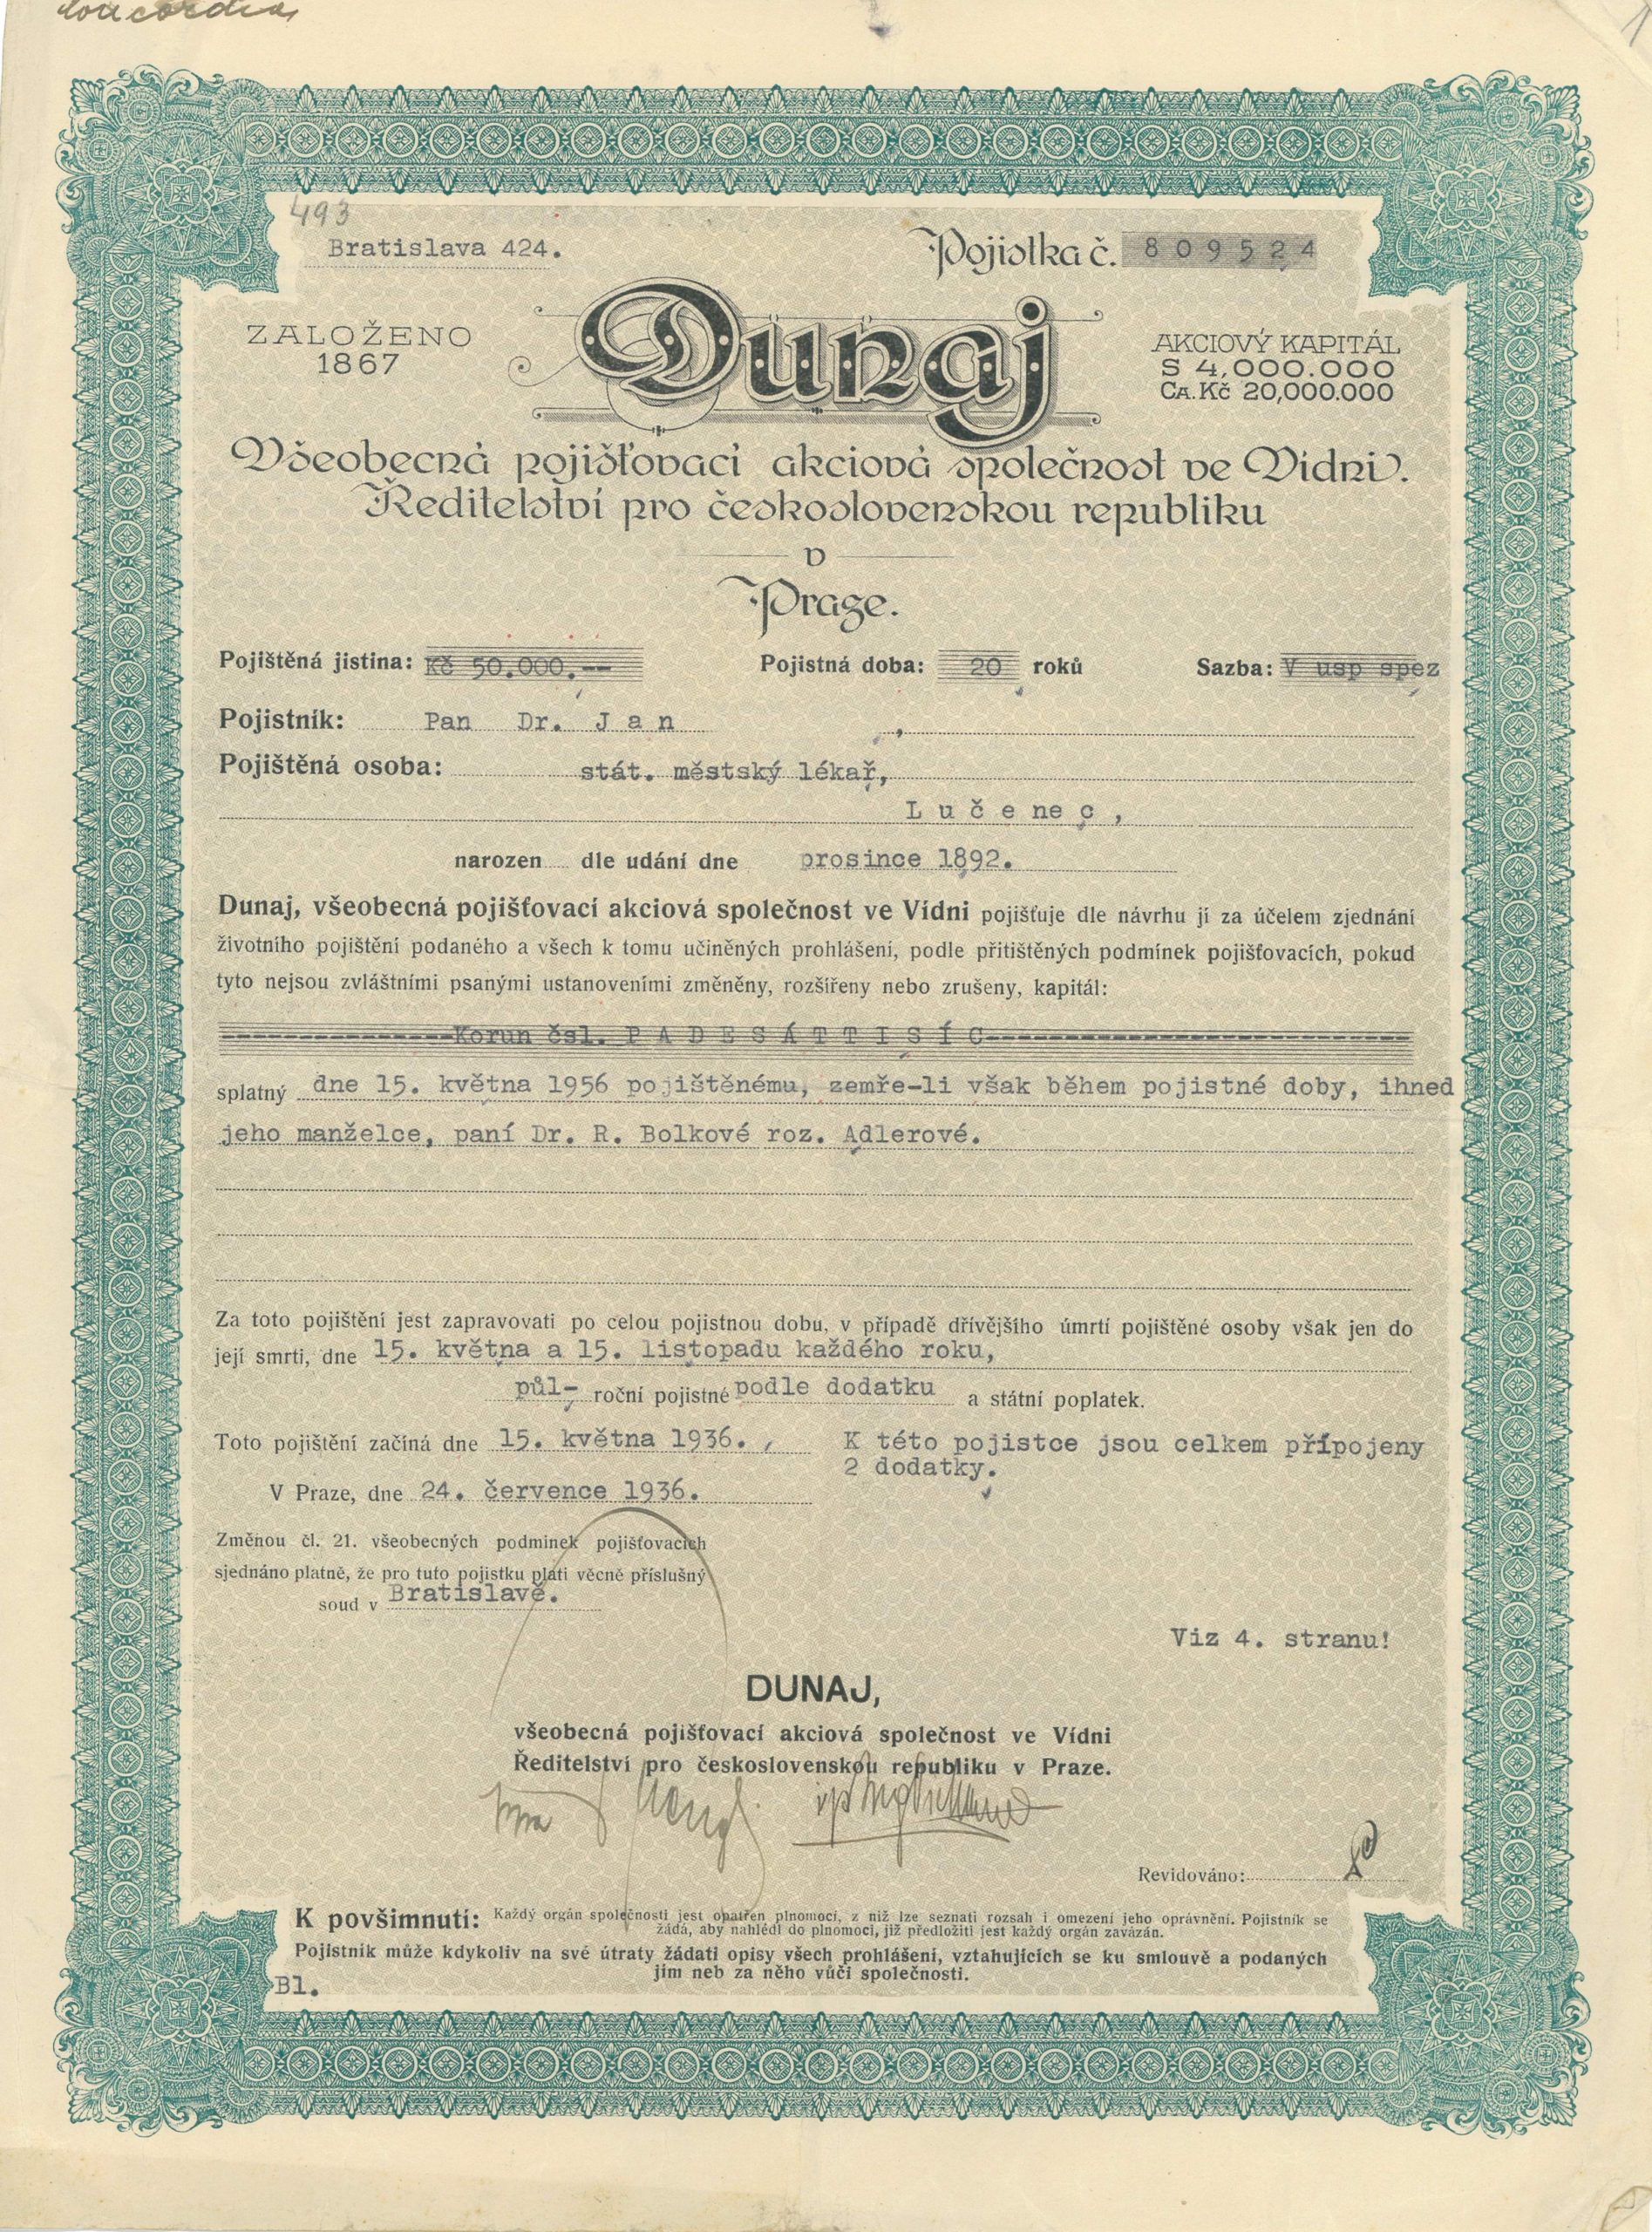 concordia
493
Bratislava 424.
Pojistka č. 809524
ZALOŽENO
1867
Dunaj
AKCIOVÝ KAPITÁL
S 4,000.000
CA. Kč 20,000.000
Všeobecná pojišťovací akciová společnost ve Vídni.
Ředitelství pro československou republiku
v
Praze.
Pojištěná jistina: Kč 50.000.-- Pojistná doba: 20 roků Sazba: V usp spez
Pojistník: Pan Dr. J a n ,
Pojištěná osoba: stát. městský lékař,
L u č e n e c ,
narozen dle udání dne prosince 1892.
Dunaj, všeobecná pojišťovací akciová společnost ve Vídni pojišťuje dle návrhu jí za účelem zjednání
životního pojištění podaného a všech k tomu učiněných prohlášení, podle přitištěných podmínek pojišťovacích, pokud
tyto nejsou zvláštními psanými ustanoveními změněny, rozšířeny nebo zrušeny, kapitál:
Korun čsl. P A D E S Á T T I S Í C
splatný dne 15. května 1956 pojištěnému, zemře-li však během pojistné doby, ihned
jeho manželce, paní Dr. R. Bolkové roz. Adlerové.
Za toto pojištění jest zapravovati po celou pojistnou dobu, v případě dřívějšího úmrtí pojištěné osoby však jen do
její smrti, dne 15. května a 15. listopadu každého roku,
půl- roční pojistné podle dodatku a státní poplatek.
Toto pojištění začíná dne 15. května 1936. , K této pojistce jsou celkem přípojeny
2 dodatky.
V Praze, dne 24. července 1936.
Změnou čl. 21. všeobecných podmínek pojišťovacích
sjednáno platně, že pro tuto pojistku platí věcně příslušný
soud v Bratislavě.
Viz 4. stranu!
DUNAJ,
všeobecná pojišťovací akciová společnost ve Vídni
Ředitelství pro československou republiku v Praze.
Revidováno:
K povšimnutí: Každý orgán společnosti jest opatřen plnomocí, z níž lze seznati rozsah i omezení jeho oprávnění. Pojistník se
žádá, aby nahlédl do plnomoci, již předložiti jest každý orgán zavázán.
Pojistník může kdykoliv na své útraty žádati opisy všech prohlášení, vztahujících se ku smlouvě a podaných
jím neb za něho vůči společnosti.
Bl.